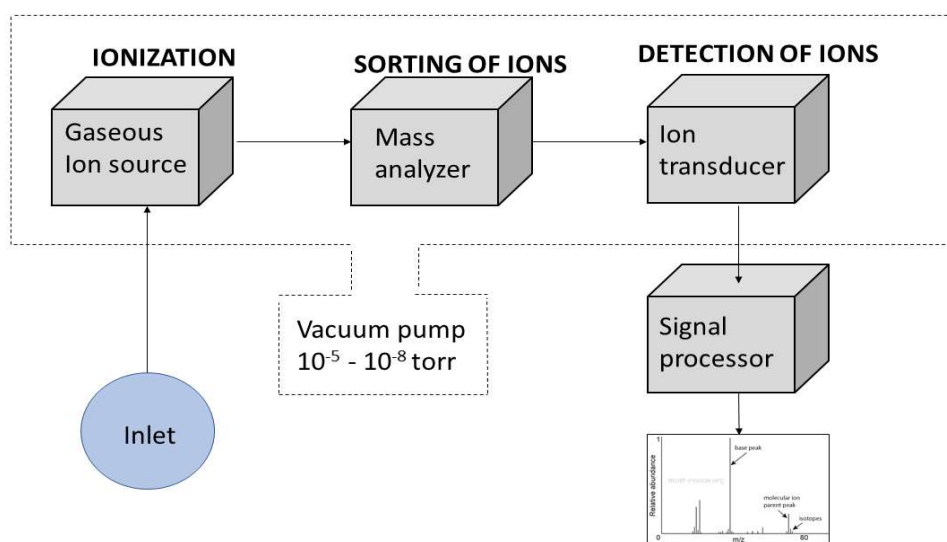 IONIZATION
SORTING OF IONS
DETECTION OF IONS
Gaseous
Ion source
Mass
analyzer
Ion
transducer
Vacuum pump
10⁻⁵ - 10⁻⁸ torr
Signal
processor
Inlet
1
base peak
Relative abundance
molecular ion
parent peak
isotopes
0
m/z
80